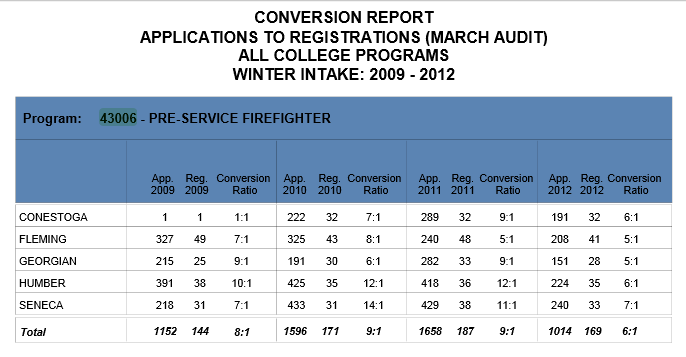 CONVERSION REPORT
APPLICATIONS TO REGISTRATIONS (MARCH AUDIT)
ALL COLLEGE PROGRAMS
WINTER INTAKE: 2009 - 2012
Program: 43006 - PRE-SERVICE FIREFIGHTER
App. Reg. Conversion App. Reg. Conversion App. Reg. Conversion App. Reg. Conversion
2009 2009 Ratio 2010 2010 Ratio 2011 2011 Ratio 2012 2012 Ratio
CONESTOGA 1 1 1:1 222 32 7:1 289 32 9:1 191 32 6:1
FLEMING 327 49 7:1 325 43 8:1 240 48 5:1 208 41 5:1
GEORGIAN 215 25 9:1 191 30 6:1 282 33 9:1 151 28 5:1
HUMBER 391 38 10:1 425 35 12:1 418 36 12:1 224 35 6:1
SENECA 218 31 7:1 433 31 14:1 429 38 11:1 240 33 7:1
Total 1152 144 8:1 1596 171 9:1 1658 187 9:1 1014 169 6:1